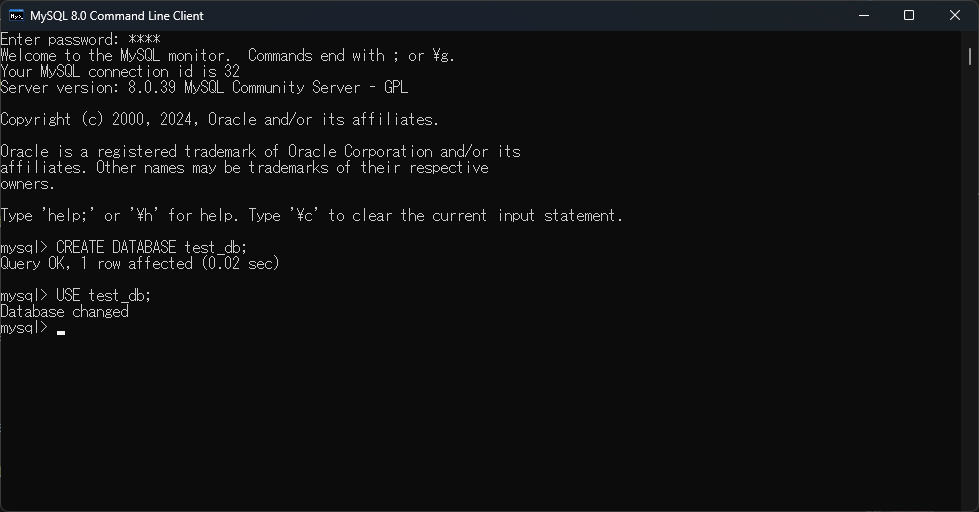 MySQL 8.0 Command Line Client
Enter password: ****
Welcome to the MySQL monitor.  Commands end with ; or ¥g.
Your MySQL connection id is 32
Server version: 8.0.39 MySQL Community Server - GPL
Copyright (c) 2000, 2024, Oracle and/or its affiliates.
Oracle is a registered trademark of Oracle Corporation and/or its
affiliates. Other names may be trademarks of their respective
owners.
Type 'help;' or '¥h' for help. Type '¥c' to clear the current input statement.
mysql> CREATE DATABASE test_db;
Query OK, 1 row affected (0.02 sec)
mysql> USE test_db;
Database changed
mysql>